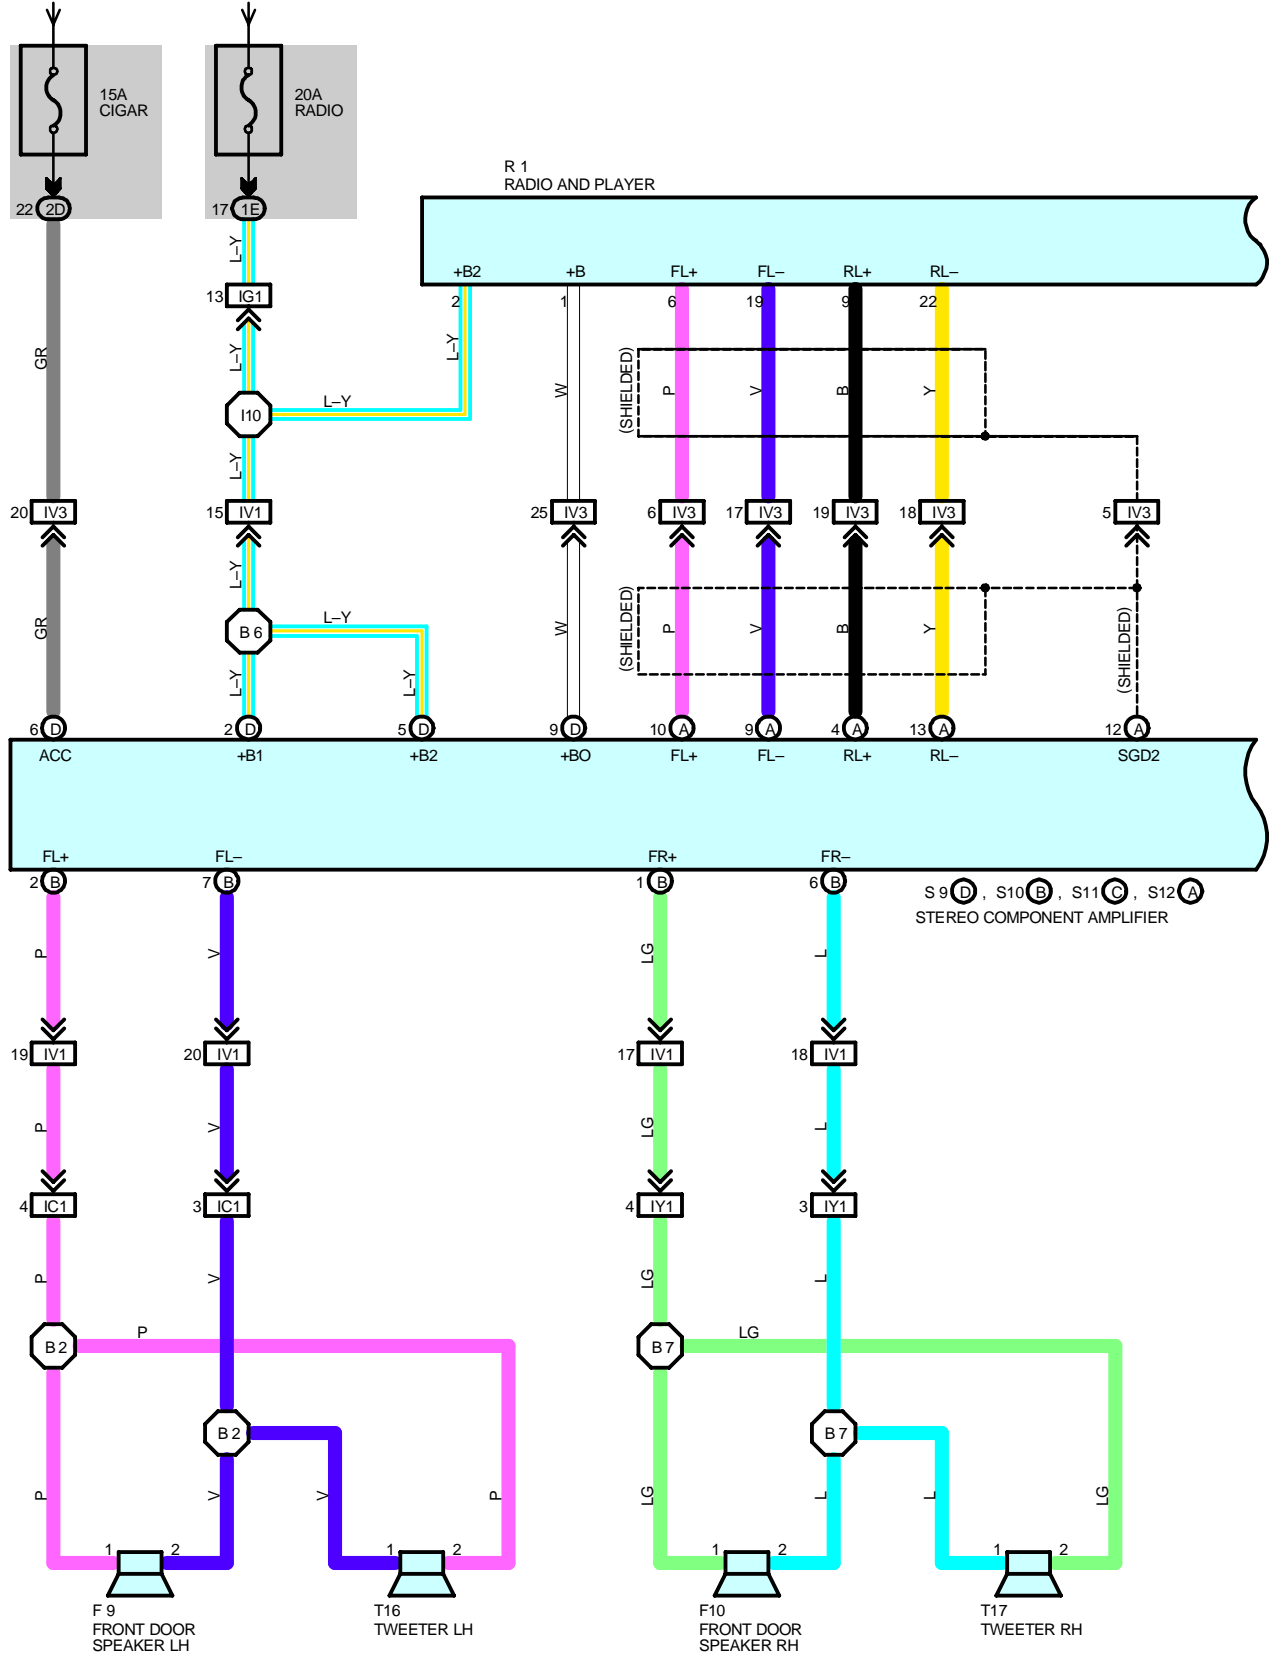 15A
CIGAR
20A
RADIO
R 1
RADIO AND PLAYER
22 2D
17 1E
L–Y
+B2 +B FL+ FL– RL+ RL–
13 IG1
2 1 6 19 9 22
GR
L–Y
L–Y
W
(SHIELDED)
P
V
B
Y
I10
L–Y
L–Y
20 IV3
15 IV1
25 IV3
6 IV3
17 IV3
19 IV3
18 IV3
5 IV3
L–Y
GR
B 6
L–Y
W
(SHIELDED)
P
V
B
Y
(SHIELDED)
L–Y
L–Y
6 D
2 D
5 D
9 D
10 A
9 A
4 A
13 A
12 A
ACC +B1 +B2 +BO FL+ FL– RL+ RL– SGD2
FL+ FL– FR+ FR–
2 B
7 B
1 B
6 B
S 9 D , S10 B , S11 C , S12 A
STEREO COMPONENT AMPLIFIER
P
V
LG
L
19 IV1
20 IV1
17 IV1
18 IV1
P
V
LG
L
4 IC1
3 IC1
4 IY1
3 IY1
P
V
LG
L
B 2
P
B 7
LG
B 2
B 7
P
V
V
P
LG
L
L
LG
1 2
1 2
1 2
1 2
F 9
FRONT DOOR
SPEAKER LH
T16
TWEETER LH
F10
FRONT DOOR
SPEAKER RH
T17
TWEETER RH